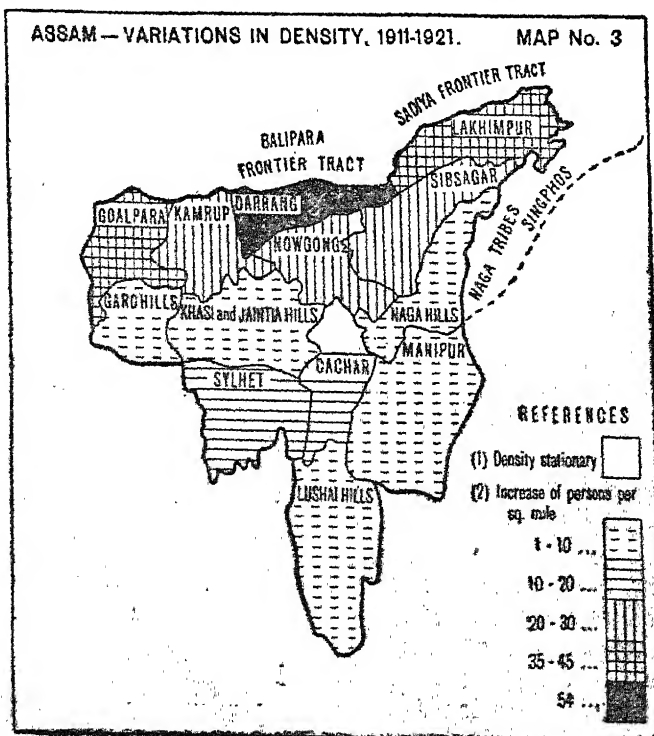 ASSAM—VARIATIONS IN DENSITY, 1911-1921. MAP No. 3
SADIYA FRONTIER TRACT
BALIPARA
FRONTIER TRACT
LAKHIMPUR
SIBSAGAR
DARRANG
GOALPARA
KAMRUP
NOWGONG
NAGA TRIBES
SINGPHOS
GARO HILLS
KHASI and JAINTIA HILLS
NAGA HILLS
MANIPUR
CACHAR
SYLHET
LUSHAI HILLS
REFERENCES
(1) Density stationary
(2) Increase of persons per
sq. mile
1-10 ...
10-20 ...
20-30 ...
35-45 ...
54 ...